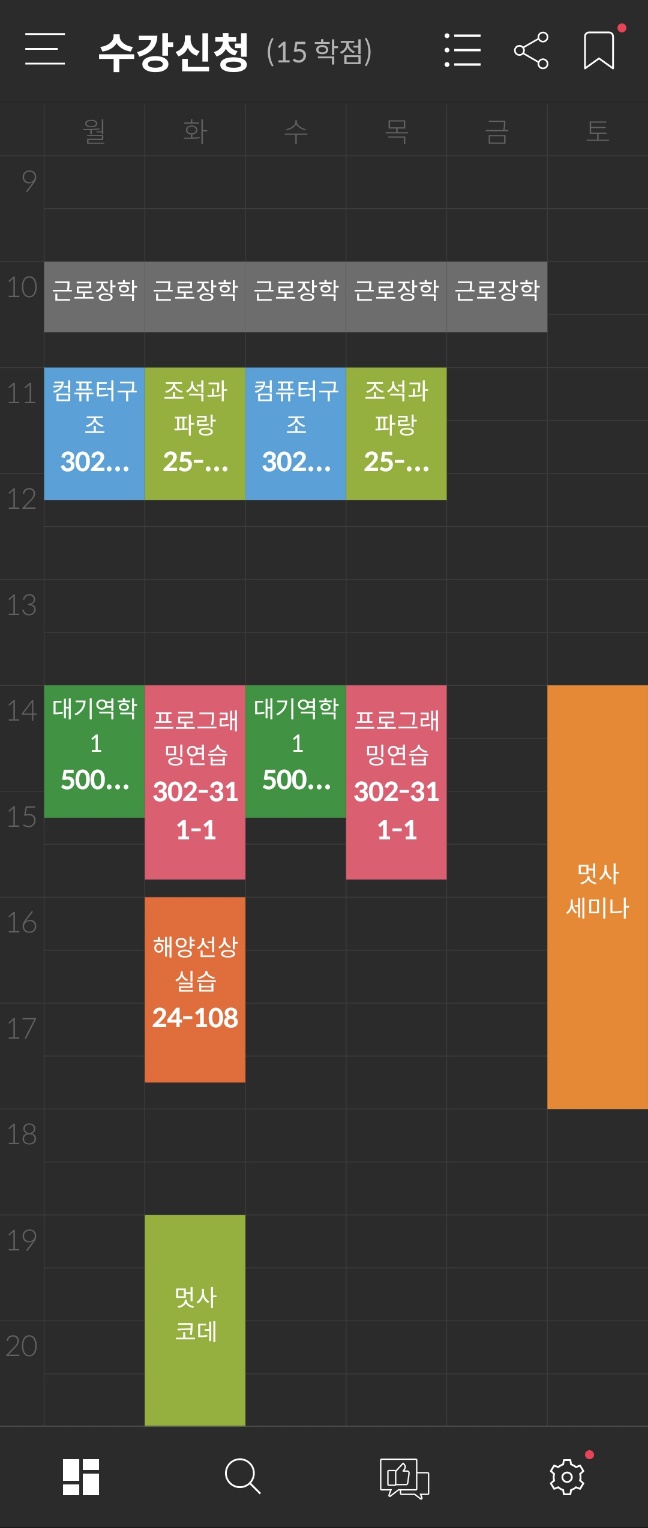 수강신청 (15 학점)
월 화 수 목 금 토
9
10
근로장학 근로장학 근로장학 근로장학 근로장학
11
컴퓨터구
조
302...
조석과
파랑
25-...
컴퓨터구
조
302...
조석과
파랑
25-...
12
13
14
대기역학
1
500...
프로그래
밍연습
302-31
1-1
대기역학
1
500...
프로그래
밍연습
302-31
1-1
멋사
세미나
15
16
해양선상
실습
24-108
17
18
19
멋사
코데
20